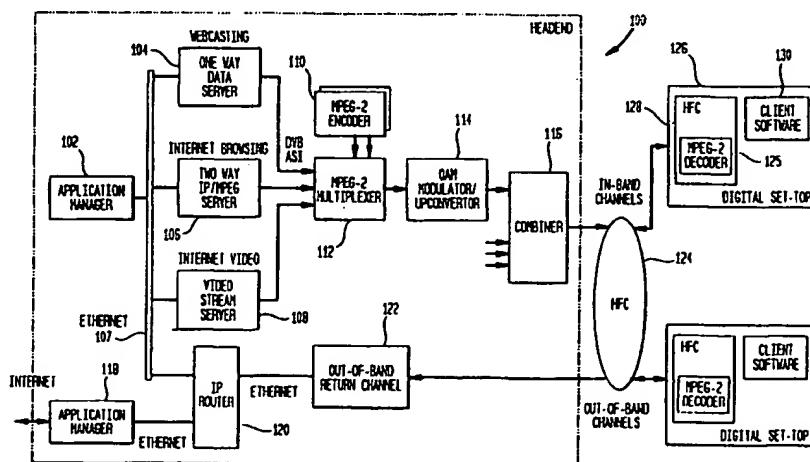 HEADEND
100
WEBCASTING
104
ONE WAY
DATA
SERVER
110
MPEG-2
ENCODER
126
130
128
HFC
CLIENT
SOFTWARE
MPEG-2
DECODER
125
DIGITAL SET-TOP
114
116
102
APPLICATION
MANAGER
INTERNET BROWSING
TWO WAY
IP/MPEG
SERVER
106
DVB
ASI
MPEG-2
MULTIPLEXER
112
QAM
MODULATOR/
UPCONVERTOR
COMBINER
IN-BAND
CHANNELS
124
HFC
INTERNET VIDEO
VIDEO
STREAM
SERVER
108
ETHERNET
107
122
INTERNET
118
APPLICATION
MANAGER
ETHERNET
IP
ROUTER
120
ETHERNET
OUT-OF-BAND
RETURN CHANNEL
OUT-OF-BAND
CHANNELS
HFC
CLIENT
SOFTWARE
MPEG-2
DECODER
DIGITAL SET-TOP